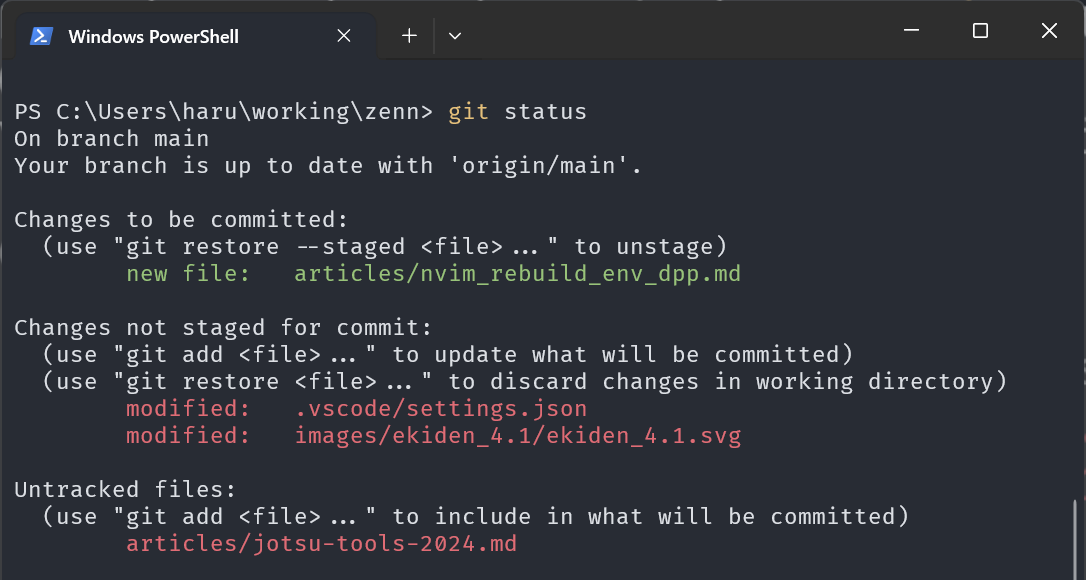 Windows PowerShell
PS C:\Users\haru\working\zenn> git status
On branch main
Your branch is up to date with 'origin/main'.
Changes to be committed:
  (use "git restore --staged <file>..." to unstage)
        new file:   articles/nvim_rebuild_env_dpp.md
Changes not staged for commit:
  (use "git add <file>..." to update what will be committed)
  (use "git restore <file>..." to discard changes in working directory)
        modified:   .vscode/settings.json
        modified:   images/ekiden_4.1/ekiden_4.1.svg
Untracked files:
  (use "git add <file>..." to include in what will be committed)
        articles/jotsu-tools-2024.md